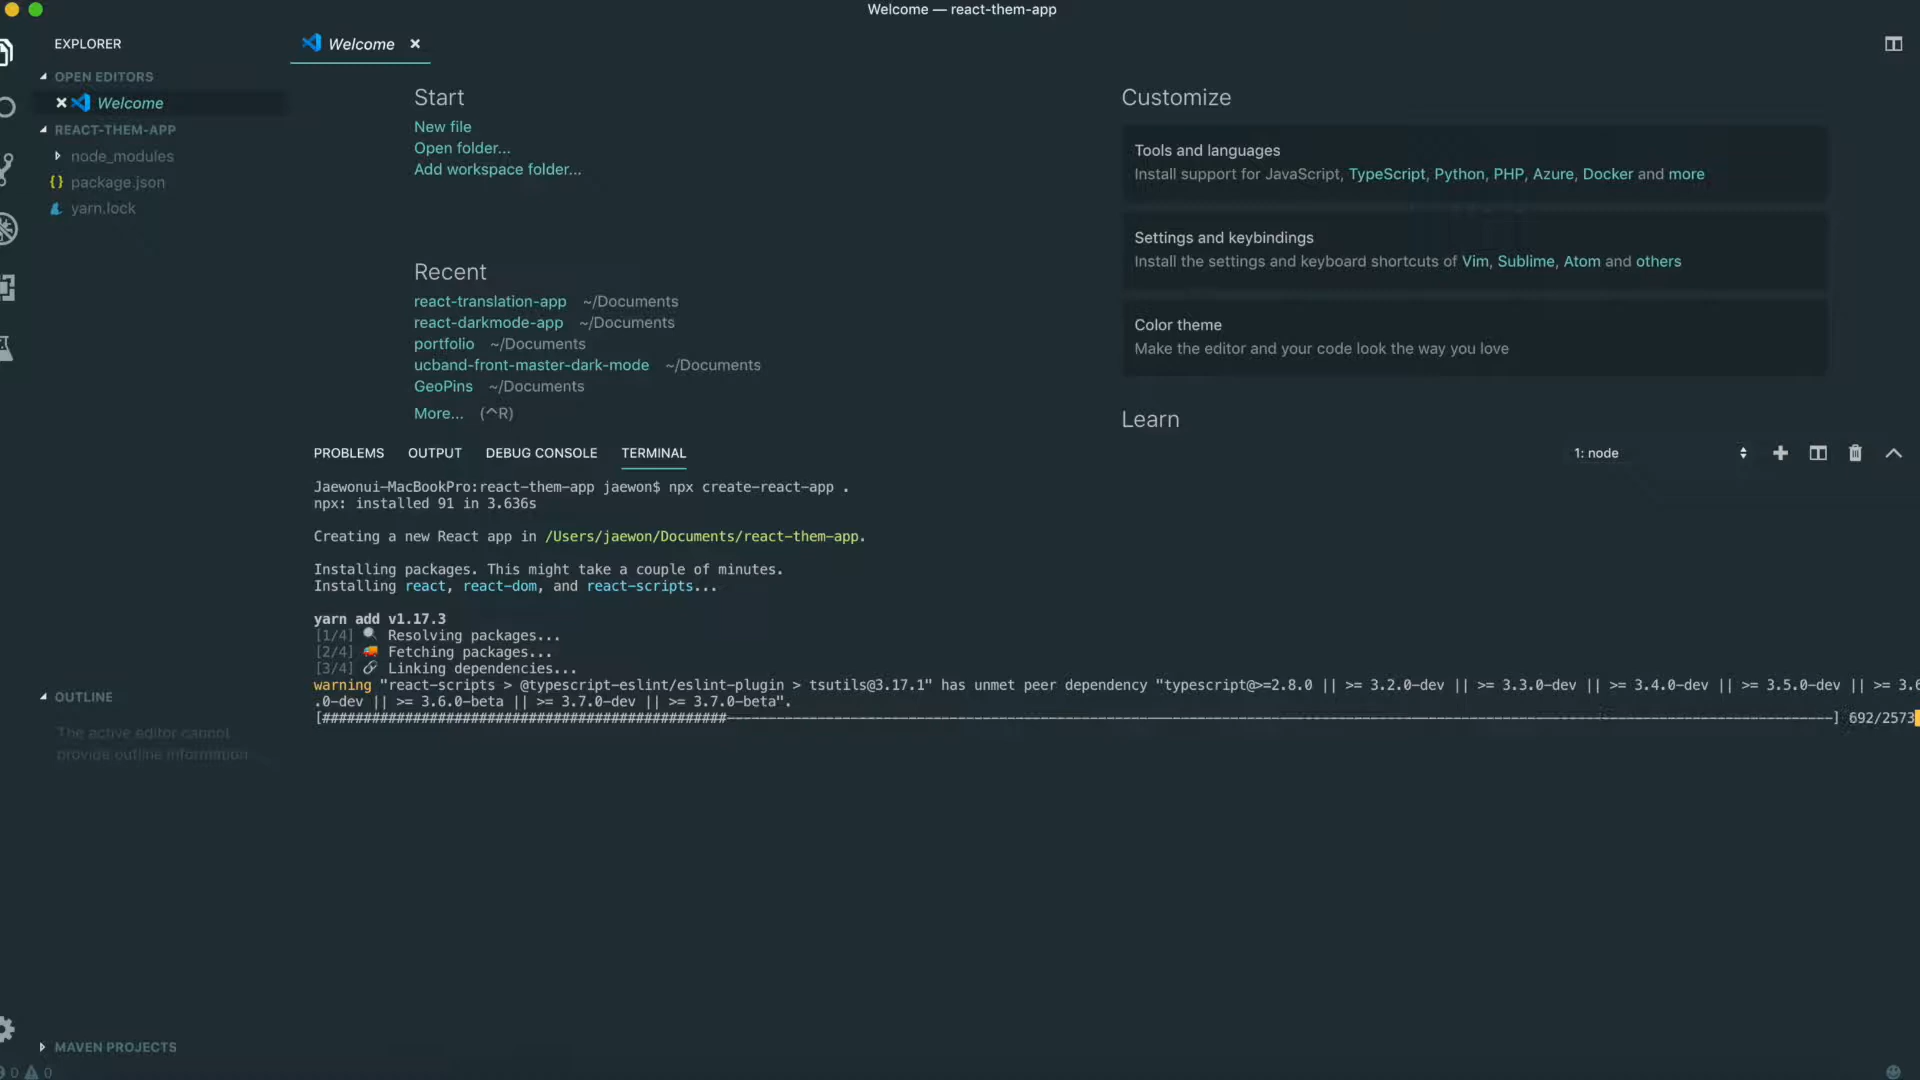 Welcome — react-them-app
EXPLORER
OPEN EDITORS
Welcome
REACT-THEM-APP
node_modules
{} package.json
yarn.lock
OUTLINE
The active editor cannot
provide outline information.
MAVEN PROJECTS
0 0
Welcome
Start
New file
Open folder...
Add workspace folder...
Recent
react-translation-app ~/Documents
react-darkmode-app ~/Documents
portfolio ~/Documents
ucband-front-master-dark-mode ~/Documents
GeoPins ~/Documents
More... (^R)
Customize
Tools and languages
Install support for JavaScript, TypeScript, Python, PHP, Azure, Docker and more
Settings and keybindings
Install the settings and keyboard shortcuts of Vim, Sublime, Atom and others
Color theme
Make the editor and your code look the way you love
Learn
PROBLEMS OUTPUT DEBUG CONSOLE TERMINAL
1: node
Jaewonui-MacBookPro:react-them-app jaewon$ npx create-react-app .
npx: installed 91 in 3.636s
Creating a new React app in /Users/jaewon/Documents/react-them-app.
Installing packages. This might take a couple of minutes.
Installing react, react-dom, and react-scripts...
yarn add v1.17.3
[1/4] 🔍 Resolving packages...
[2/4] 🚚 Fetching packages...
[3/4] 🔗 Linking dependencies...
warning "react-scripts > @typescript-eslint/eslint-plugin > tsutils@3.17.1" has unmet peer dependency "typescript@>=2.8.0 || >= 3.2.0-dev || >= 3.3.0-dev || >= 3.4.0-dev || >= 3.5.0-dev || >= 3.6
.0-dev || >= 3.6.0-beta || >= 3.7.0-dev || >= 3.7.0-beta".
[#################################################-----] 692/2573